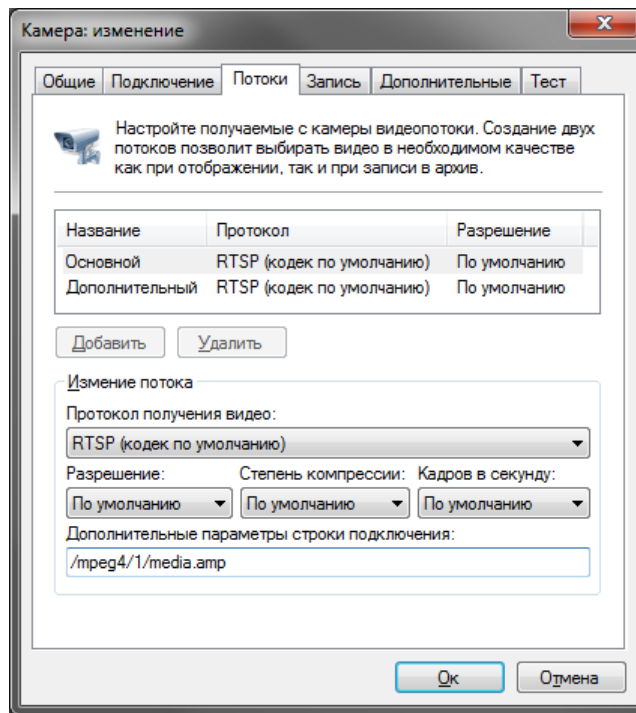 Камера: изменение
Общие Подключение Потоки Запись Дополнительные Тест
Настройте получаемые с камеры видеопотоки. Создание двух
потоков позволит выбирать видео в необходимом качестве
как при отображении, так и при записи в архив.
Название Протокол Разрешение
Основной RTSP (кодек по умолчанию) По умолчанию
Дополнительный RTSP (кодек по умолчанию) По умолчанию
Добавить Удалить
Измение потока
Протокол получения видео:
RTSP (кодек по умолчанию)
Разрешение: Степень компрессии: Кадров в секунду:
По умолчанию По умолчанию По умолчанию
Дополнительные параметры строки подключения:
/mpeg4/1/media.amp
Ок Отмена